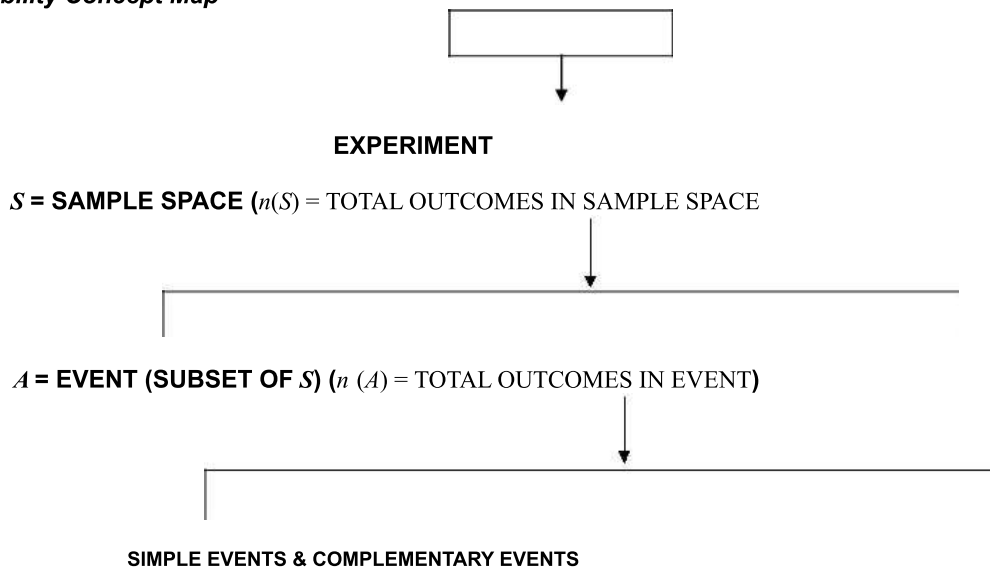 Concept Map
EXPERIMENT
S = SAMPLE SPACE (n(S) = TOTAL OUTCOMES IN SAMPLE SPACE
A = EVENT (SUBSET OF S) (n (A) = TOTAL OUTCOMES IN EVENT)
SIMPLE EVENTS & COMPLEMENTARY EVENTS